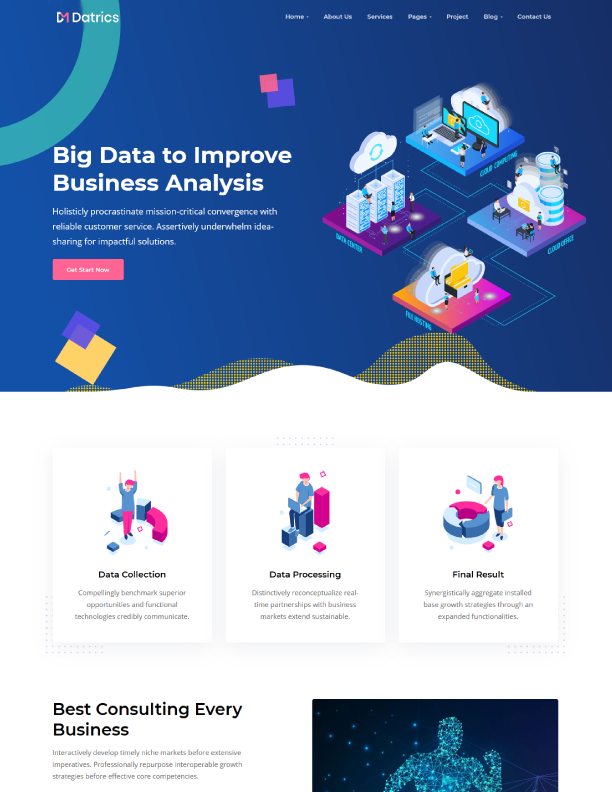 Datrics
Home
About Us
Services
Pages
Project
Blog
Contact Us
Big Data to Improve
Business Analysis
Holisticly procrastinate mission-critical convergence with
reliable customer service. Assertively underwhelm idea-
sharing for impactful solutions.
Get Start Now
CLOUD COMPUTING
DATA CENTER
CLOUD OFFICE
FILE HOSTING
Data Collection
Compellingly benchmark superior
opportunities and functional
technologies credibly communicate.
Data Processing
Distinctively reconceptualize real-
time partnerships with business
markets extend sustainable.
Final Result
Synergistically aggregate installed
base growth strategies through an
expanded functionalities.
Best Consulting Every
Business
Interactively develop timely niche markets before extensive
imperatives. Professionally repurpose interoperable growth
strategies before effective core competencies.